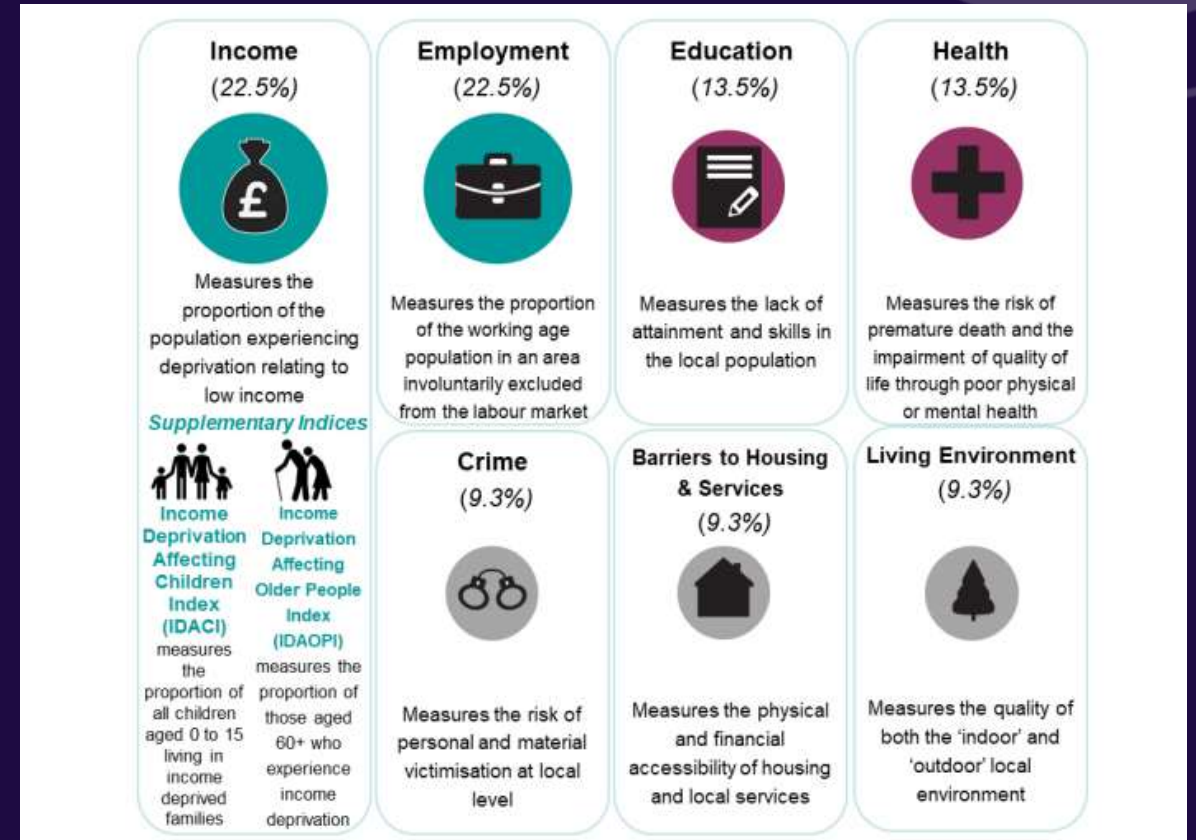 Income
(22.5%)
£
Measures the
proportion of the
population experiencing
deprivation relating to
low income
Supplementary Indices
Income
Deprivation
Affecting
Children
Index
(IDACI)
measures
the
proportion of
all children
aged 0 to 15
living in
income
deprived
families
Income
Deprivation
Affecting
Older People
Index
(IDAOPI)
measures the
proportion of
those aged
60+ who
experience
income
deprivation
Employment
(22.5%)
Measures the proportion
of the working age
population in an area
involuntarily excluded
from the labour market
Education
(13.5%)
Measures the lack of
attainment and skills in
the local population
Health
(13.5%)
Measures the risk of
premature death and the
impairment of quality of
life through poor physical
or mental health
Crime
(9.3%)
Measures the risk of
personal and material
victimisation at local
level
Barriers to Housing
& Services
(9.3%)
Measures the physical
and financial
accessibility of housing
and local services
Living Environment
(9.3%)
Measures the quality of
both the ‘indoor’ and
‘outdoor’ local
environment